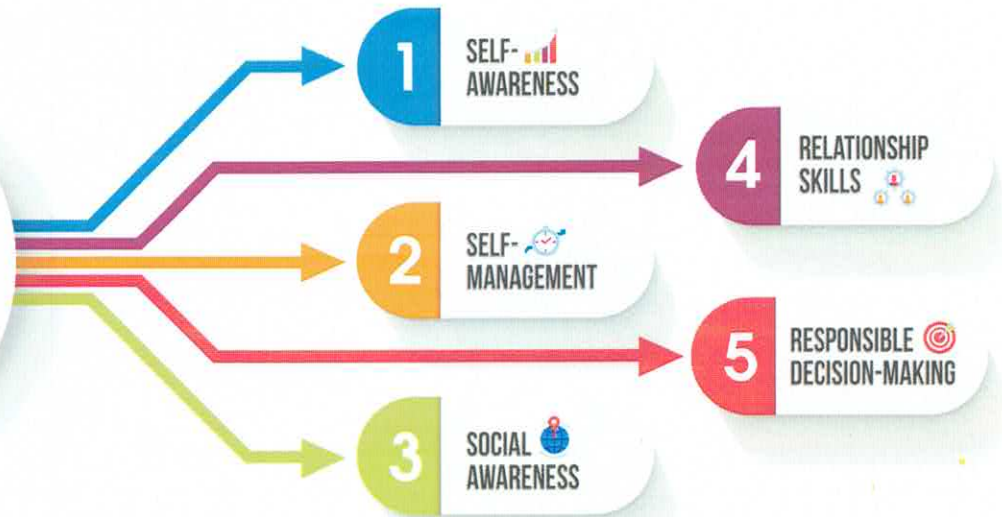 1
SELF-
AWARENESS
2
SELF-
MANAGEMENT
3
SOCIAL
AWARENESS
4
RELATIONSHIP
SKILLS
5
RESPONSIBLE
DECISION-MAKING